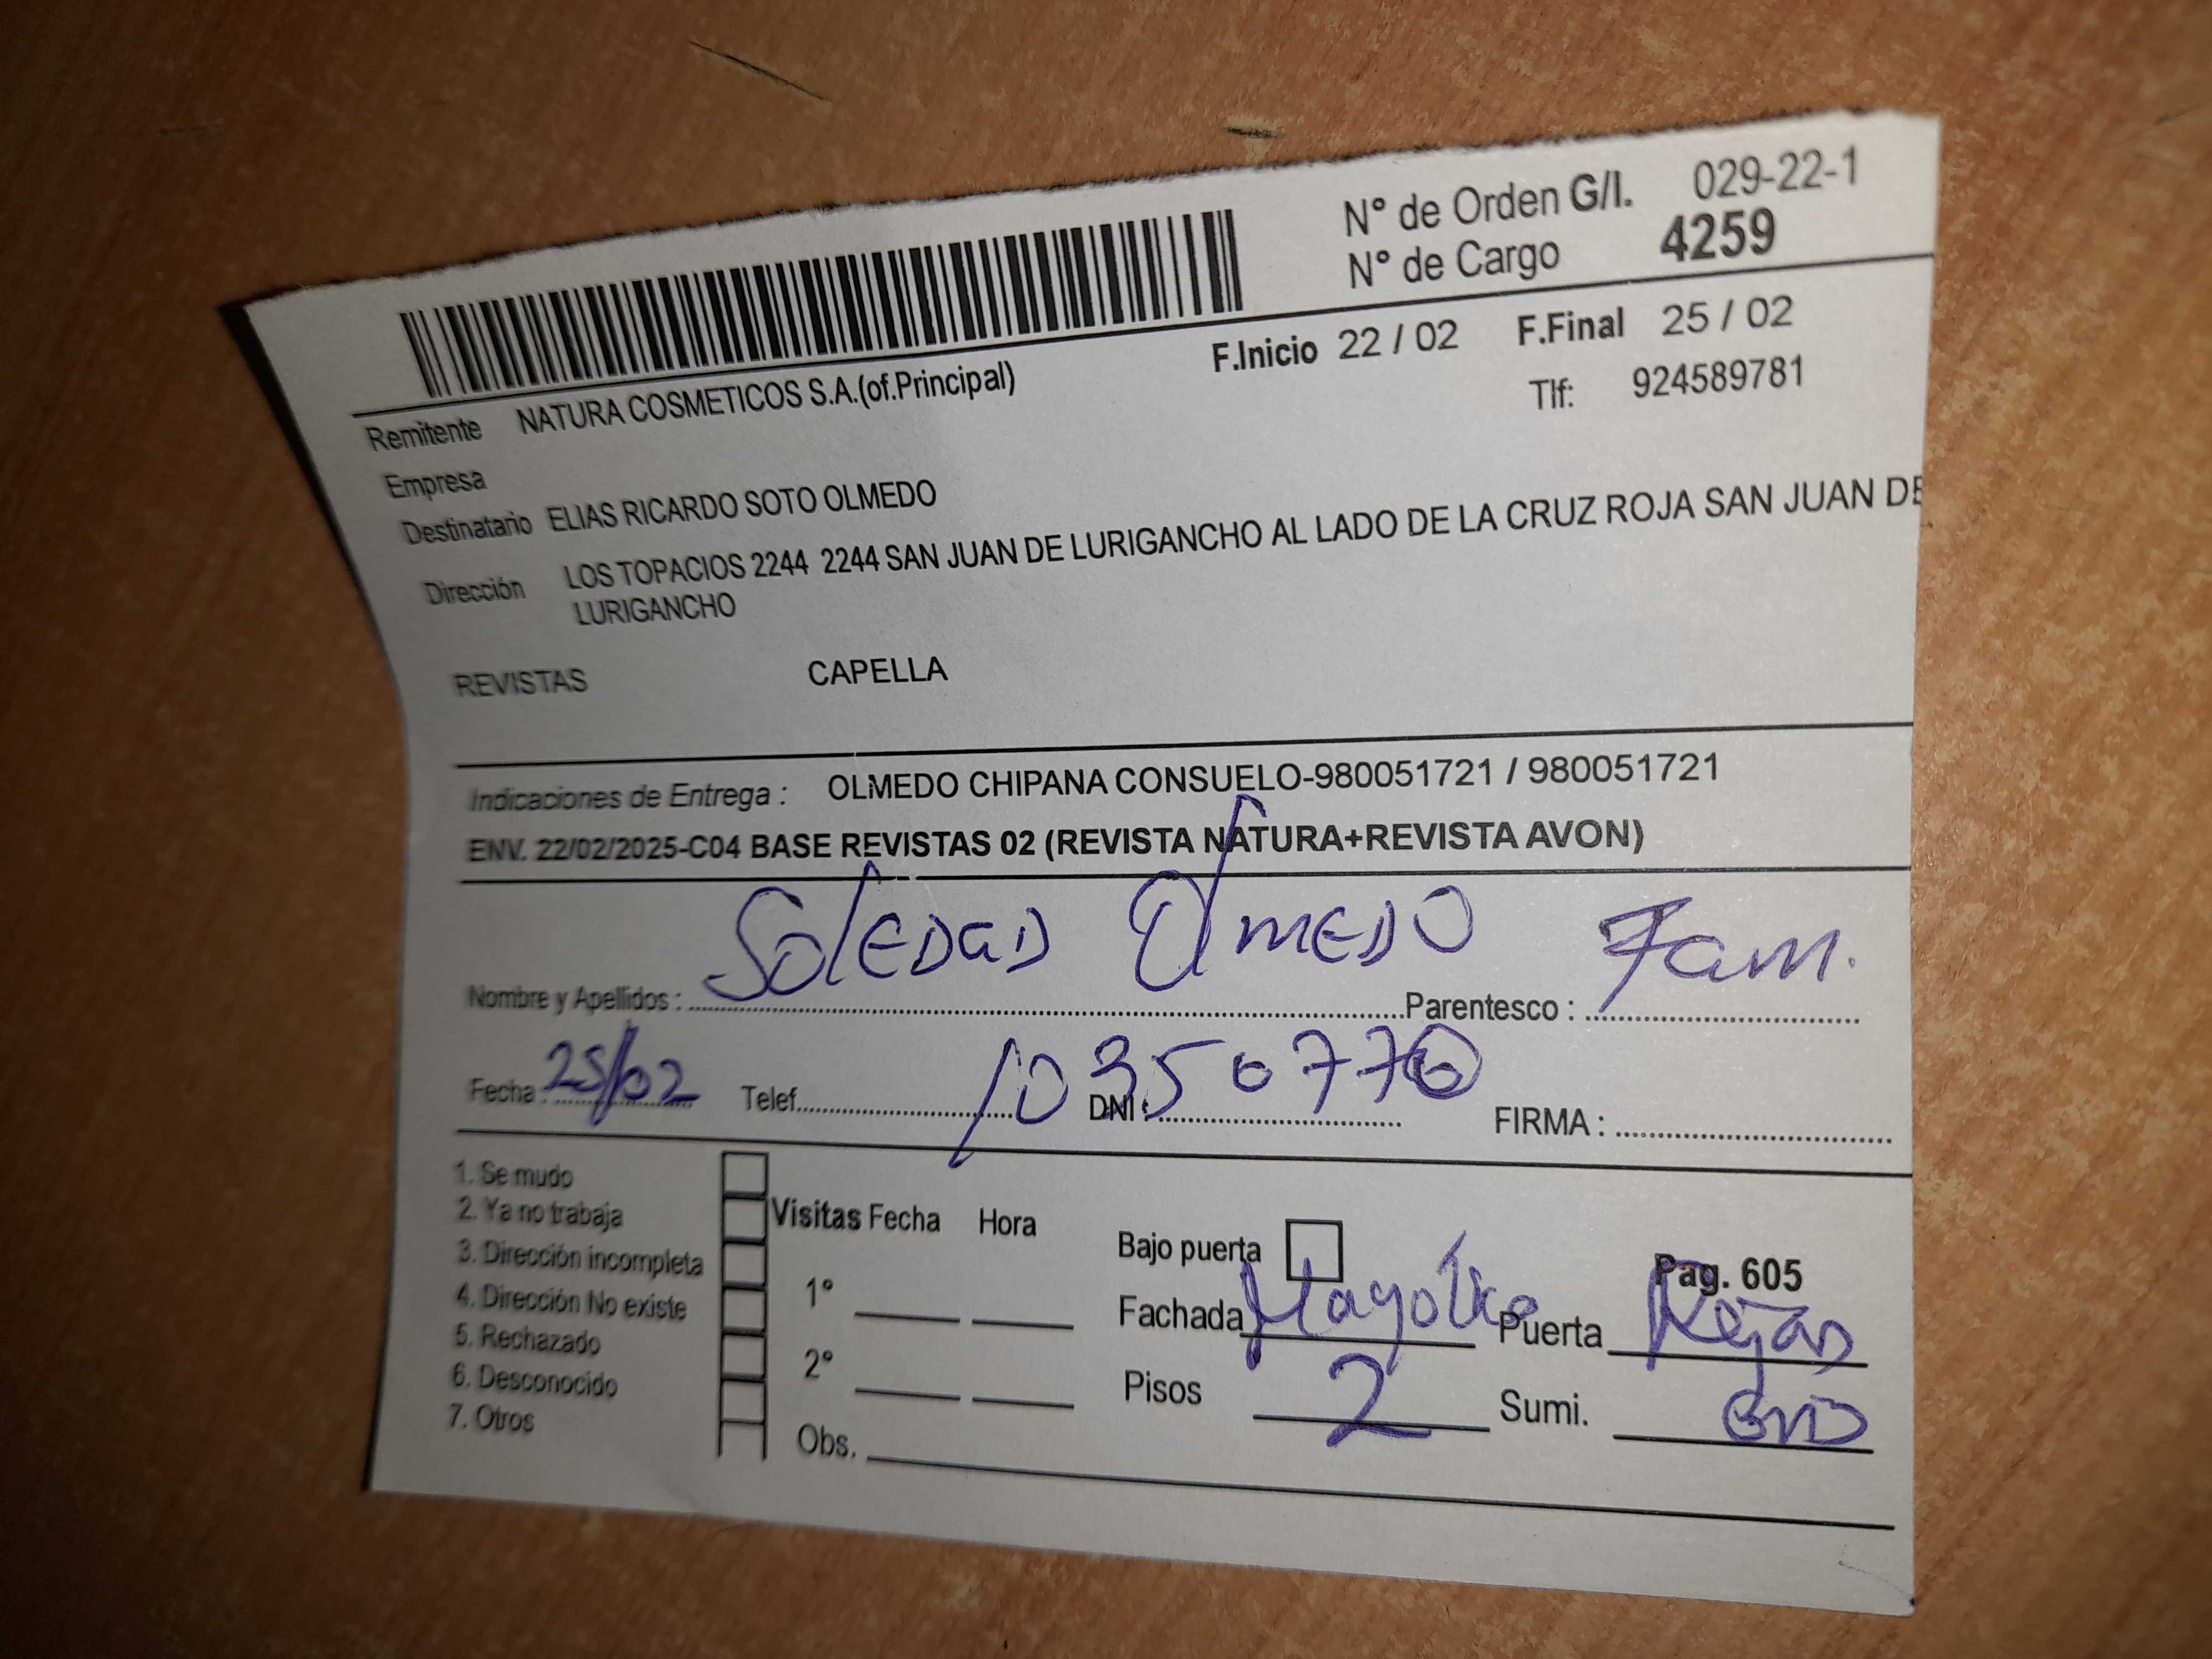 N° de Orden G/I. 029-22-1
N° de Cargo 4259
F.Inicio 22 / 02 F.Final 25 / 02
Tlf: 924589781
Remitente NATURA COSMETICOS S.A.(of.Principal)
Empresa
Destinatario ELIAS RICARDO SOTO OLMEDO
Dirección LOS TOPACIOS 2244 2244 SAN JUAN DE LURIGANCHO AL LADO DE LA CRUZ ROJA SAN JUAN DE
LURIGANCHO
REVISTAS CAPELLA
Indicaciones de Entrega : OLMEDO CHIPANA CONSUELO-980051721 / 980051721
ENV. 22/02/2025-C04 BASE REVISTAS 02 (REVISTA NATURA+REVISTA AVON)
Nombre y Apellidos : SolEDaD OlmEDO Parentesco : Fam.
Fecha : 25/02 Telef. DNI : 10350776 FIRMA :
1. Se mudo
2. Ya no trabaja
3. Dirección incompleta
4. Dirección No existe
5. Rechazado
6. Desconocido
7. Otros
Visitas Fecha Hora
1°
2°
Obs.
Bajo puerta
Pag. 605
Fachada Puerta Rejas
Pisos 2 Sumi.